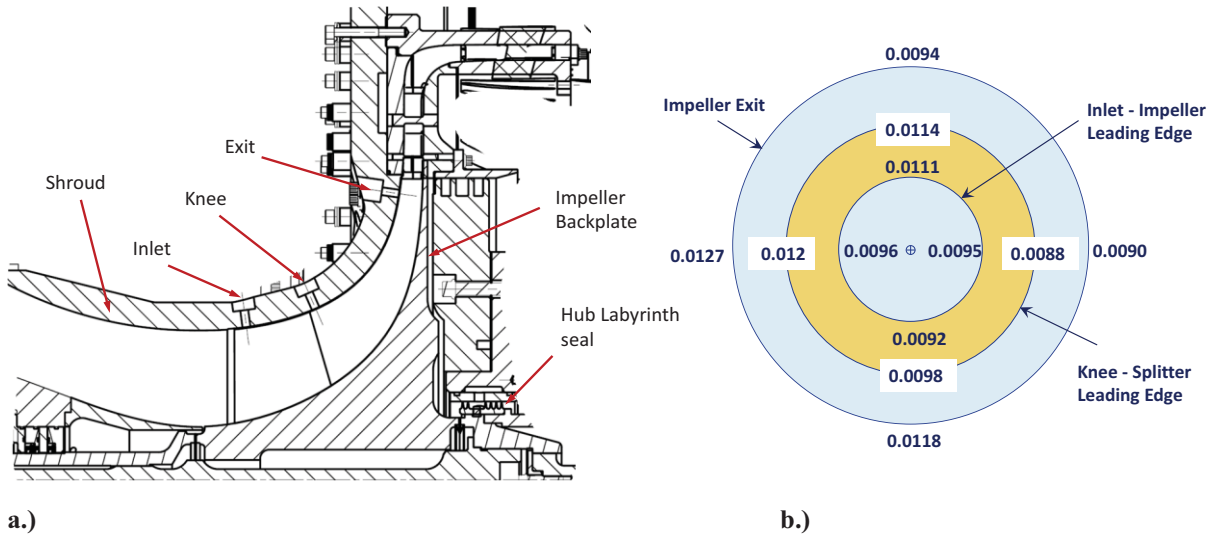 Exit
Shroud
Knee
Inlet
Impeller
Backplate
Hub Labyrinth
seal
a.)
0.0094
Impeller Exit
Inlet - Impeller
Leading Edge
0.0114
0.0111
0.0127
0.012
0.0096
0.0095
0.0088
0.0090
0.0092
0.0098
Knee - Splitter
Leading Edge
0.0118
b.)